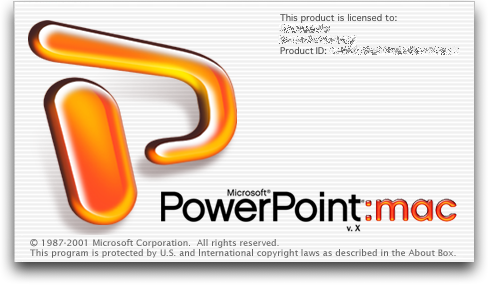 This product is licensed to:
Product ID:
Microsoft®
PowerPoint:mac
v. X
© 1987-2001 Microsoft Corporation. All rights reserved.
This program is protected by U.S. and International copyright laws as described in the About Box.